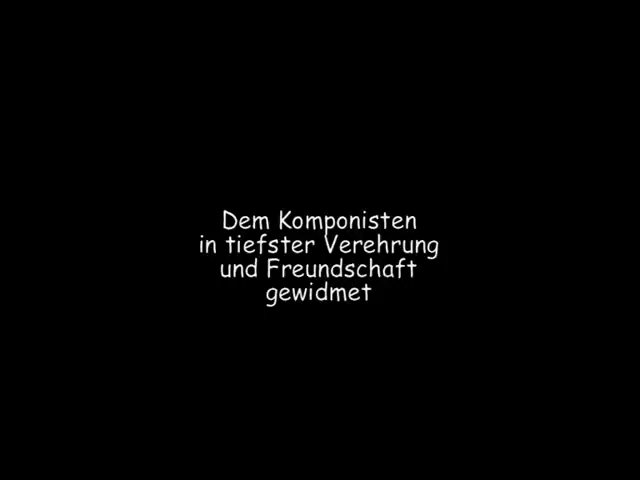 Dem Komponisten
in tiefster Verehrung
und Freundschaft
gewidmet